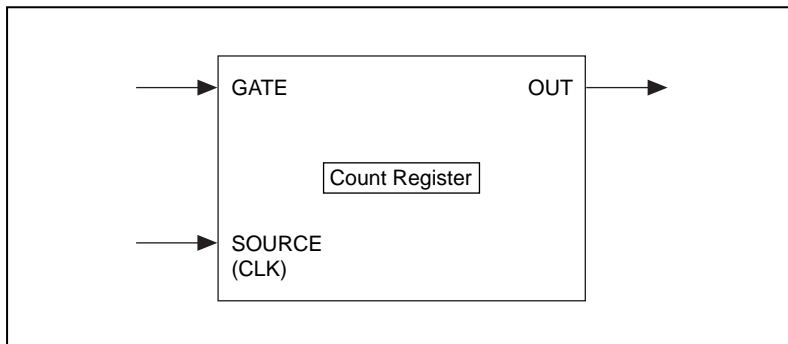 GATE
OUT
Count Register
SOURCE
(CLK)